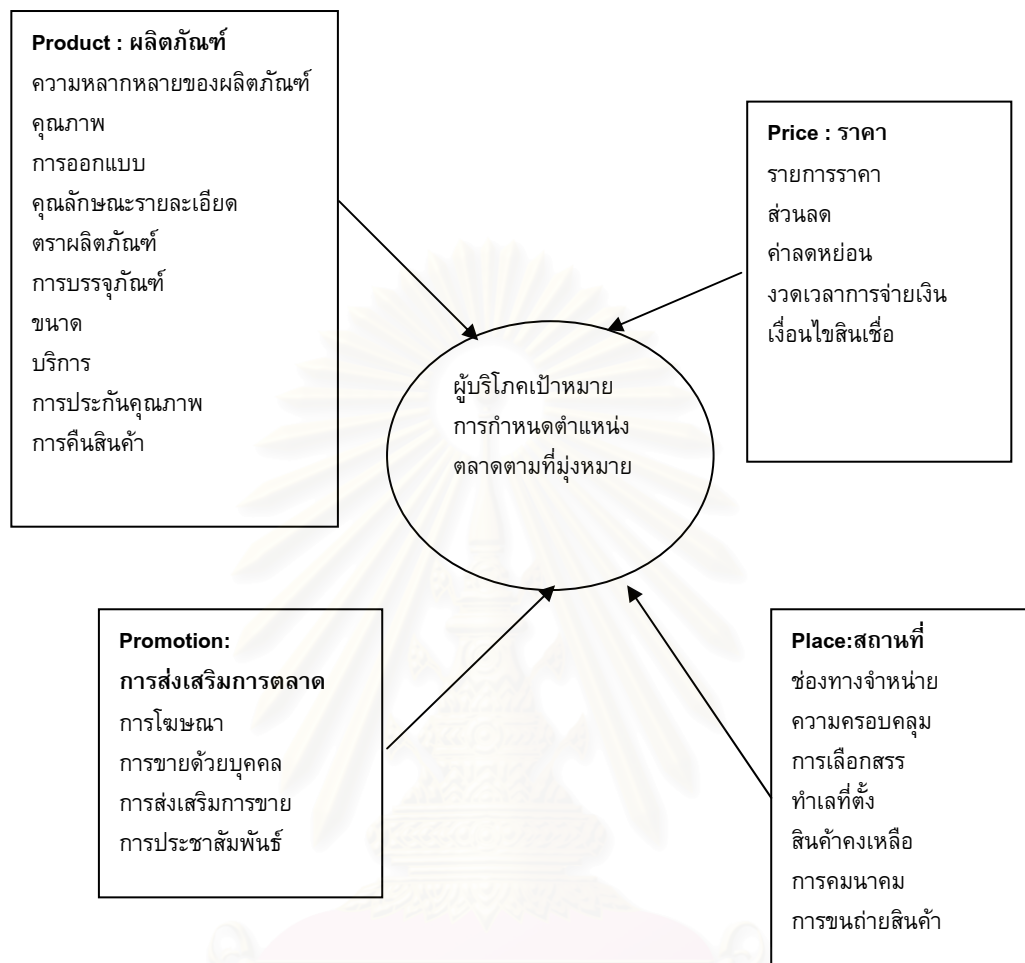 Product : ผลิตภัณฑ์
ความหลากหลายของผลิตภัณฑ์
คุณภาพ
การออกแบบ
คุณลักษณะรายละเอียด
ตราผลิตภัณฑ์
การบรรจุภัณฑ์
ขนาด
บริการ
การประกันคุณภาพ
การคืนสินค้า
Price : ราคา
รายการราคา
ส่วนลด
ค่าลดหย่อน
งวดเวลาการจ่ายเงิน
เงื่อนไขสินเชื่อ
ผู้บริโภคเป้าหมาย
การกำหนดตำแหน่ง
ตลาดตามที่มุ่งหมาย
Promotion:
การส่งเสริมการตลาด
การโฆษณา
การขายด้วยบุคคล
การส่งเสริมการขาย
การประชาสัมพันธ์
Place:สถานที่
ช่องทางจำหน่าย
ความครอบคลุม
การเลือกสรร
ทำเลที่ตั้ง
สินค้าคงเหลือ
การคมนาคม
การขนถ่ายสินค้า